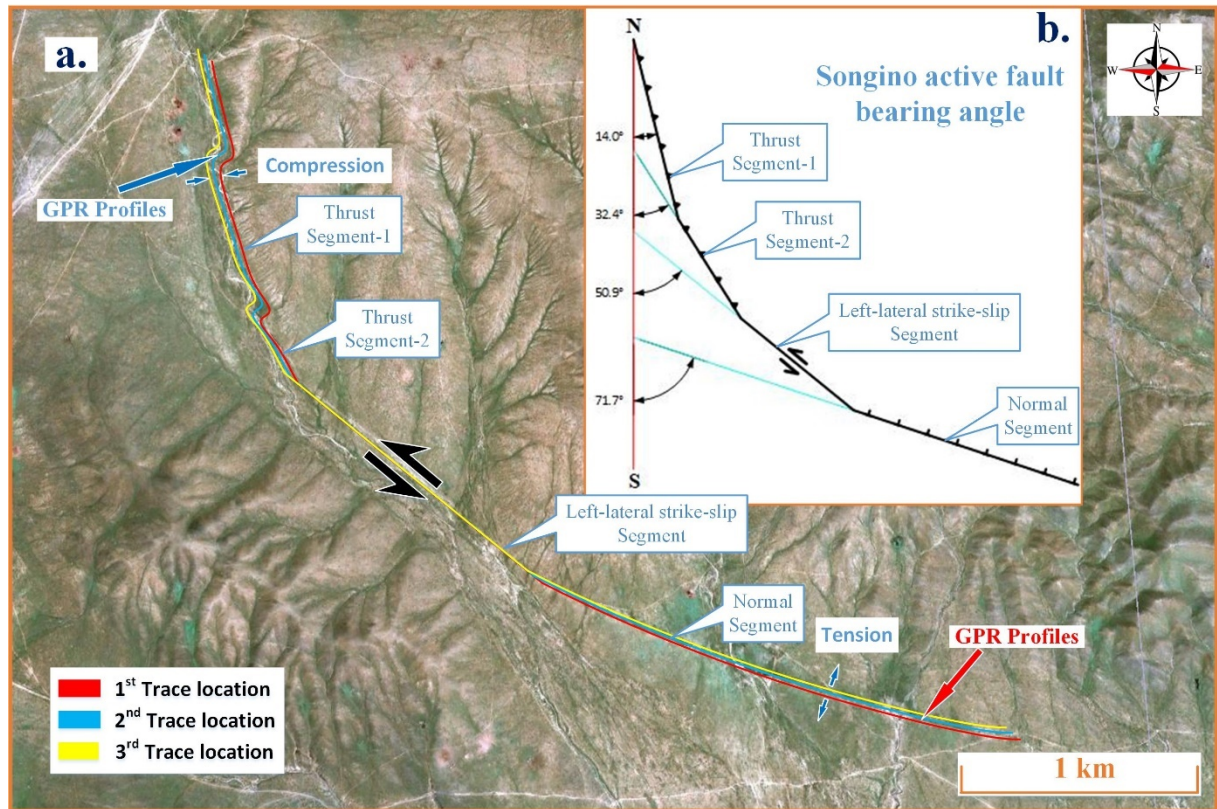 a.
GPR Profiles
Compression
Thrust
Segment-1
Thrust
Segment-2
Left-lateral strike-slip
Segment
Normal
Segment
Tension
GPR Profiles
1st Trace location
2nd Trace location
3rd Trace location
1 km
b.
Songino active fault
bearing angle
N
14.0°
32.4°
50.9°
71.7°
S
Thrust
Segment-1
Thrust
Segment-2
Left-lateral strike-slip
Segment
Normal
Segment
N
W
E
S